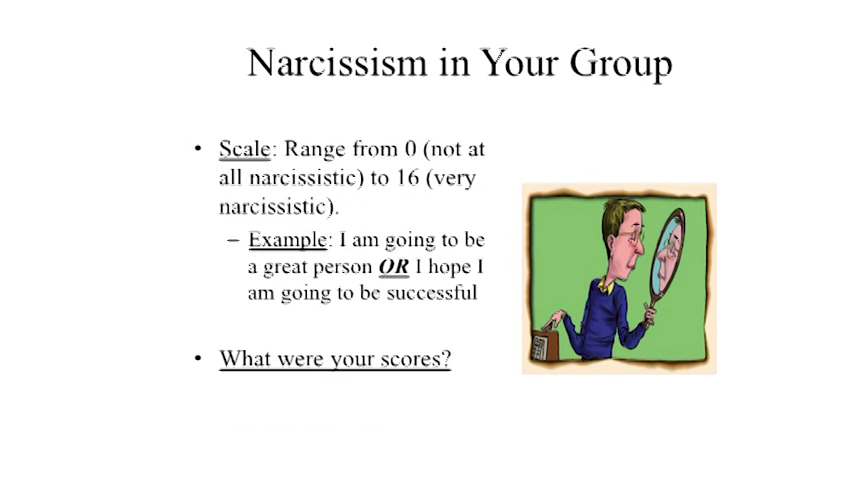 Narcissism in Your Group
• Scale: Range from 0 (not at
all narcissistic) to 16 (very
narcissistic).
– Example: I am going to be
a great person OR I hope I
am going to be successful
• What were your scores?